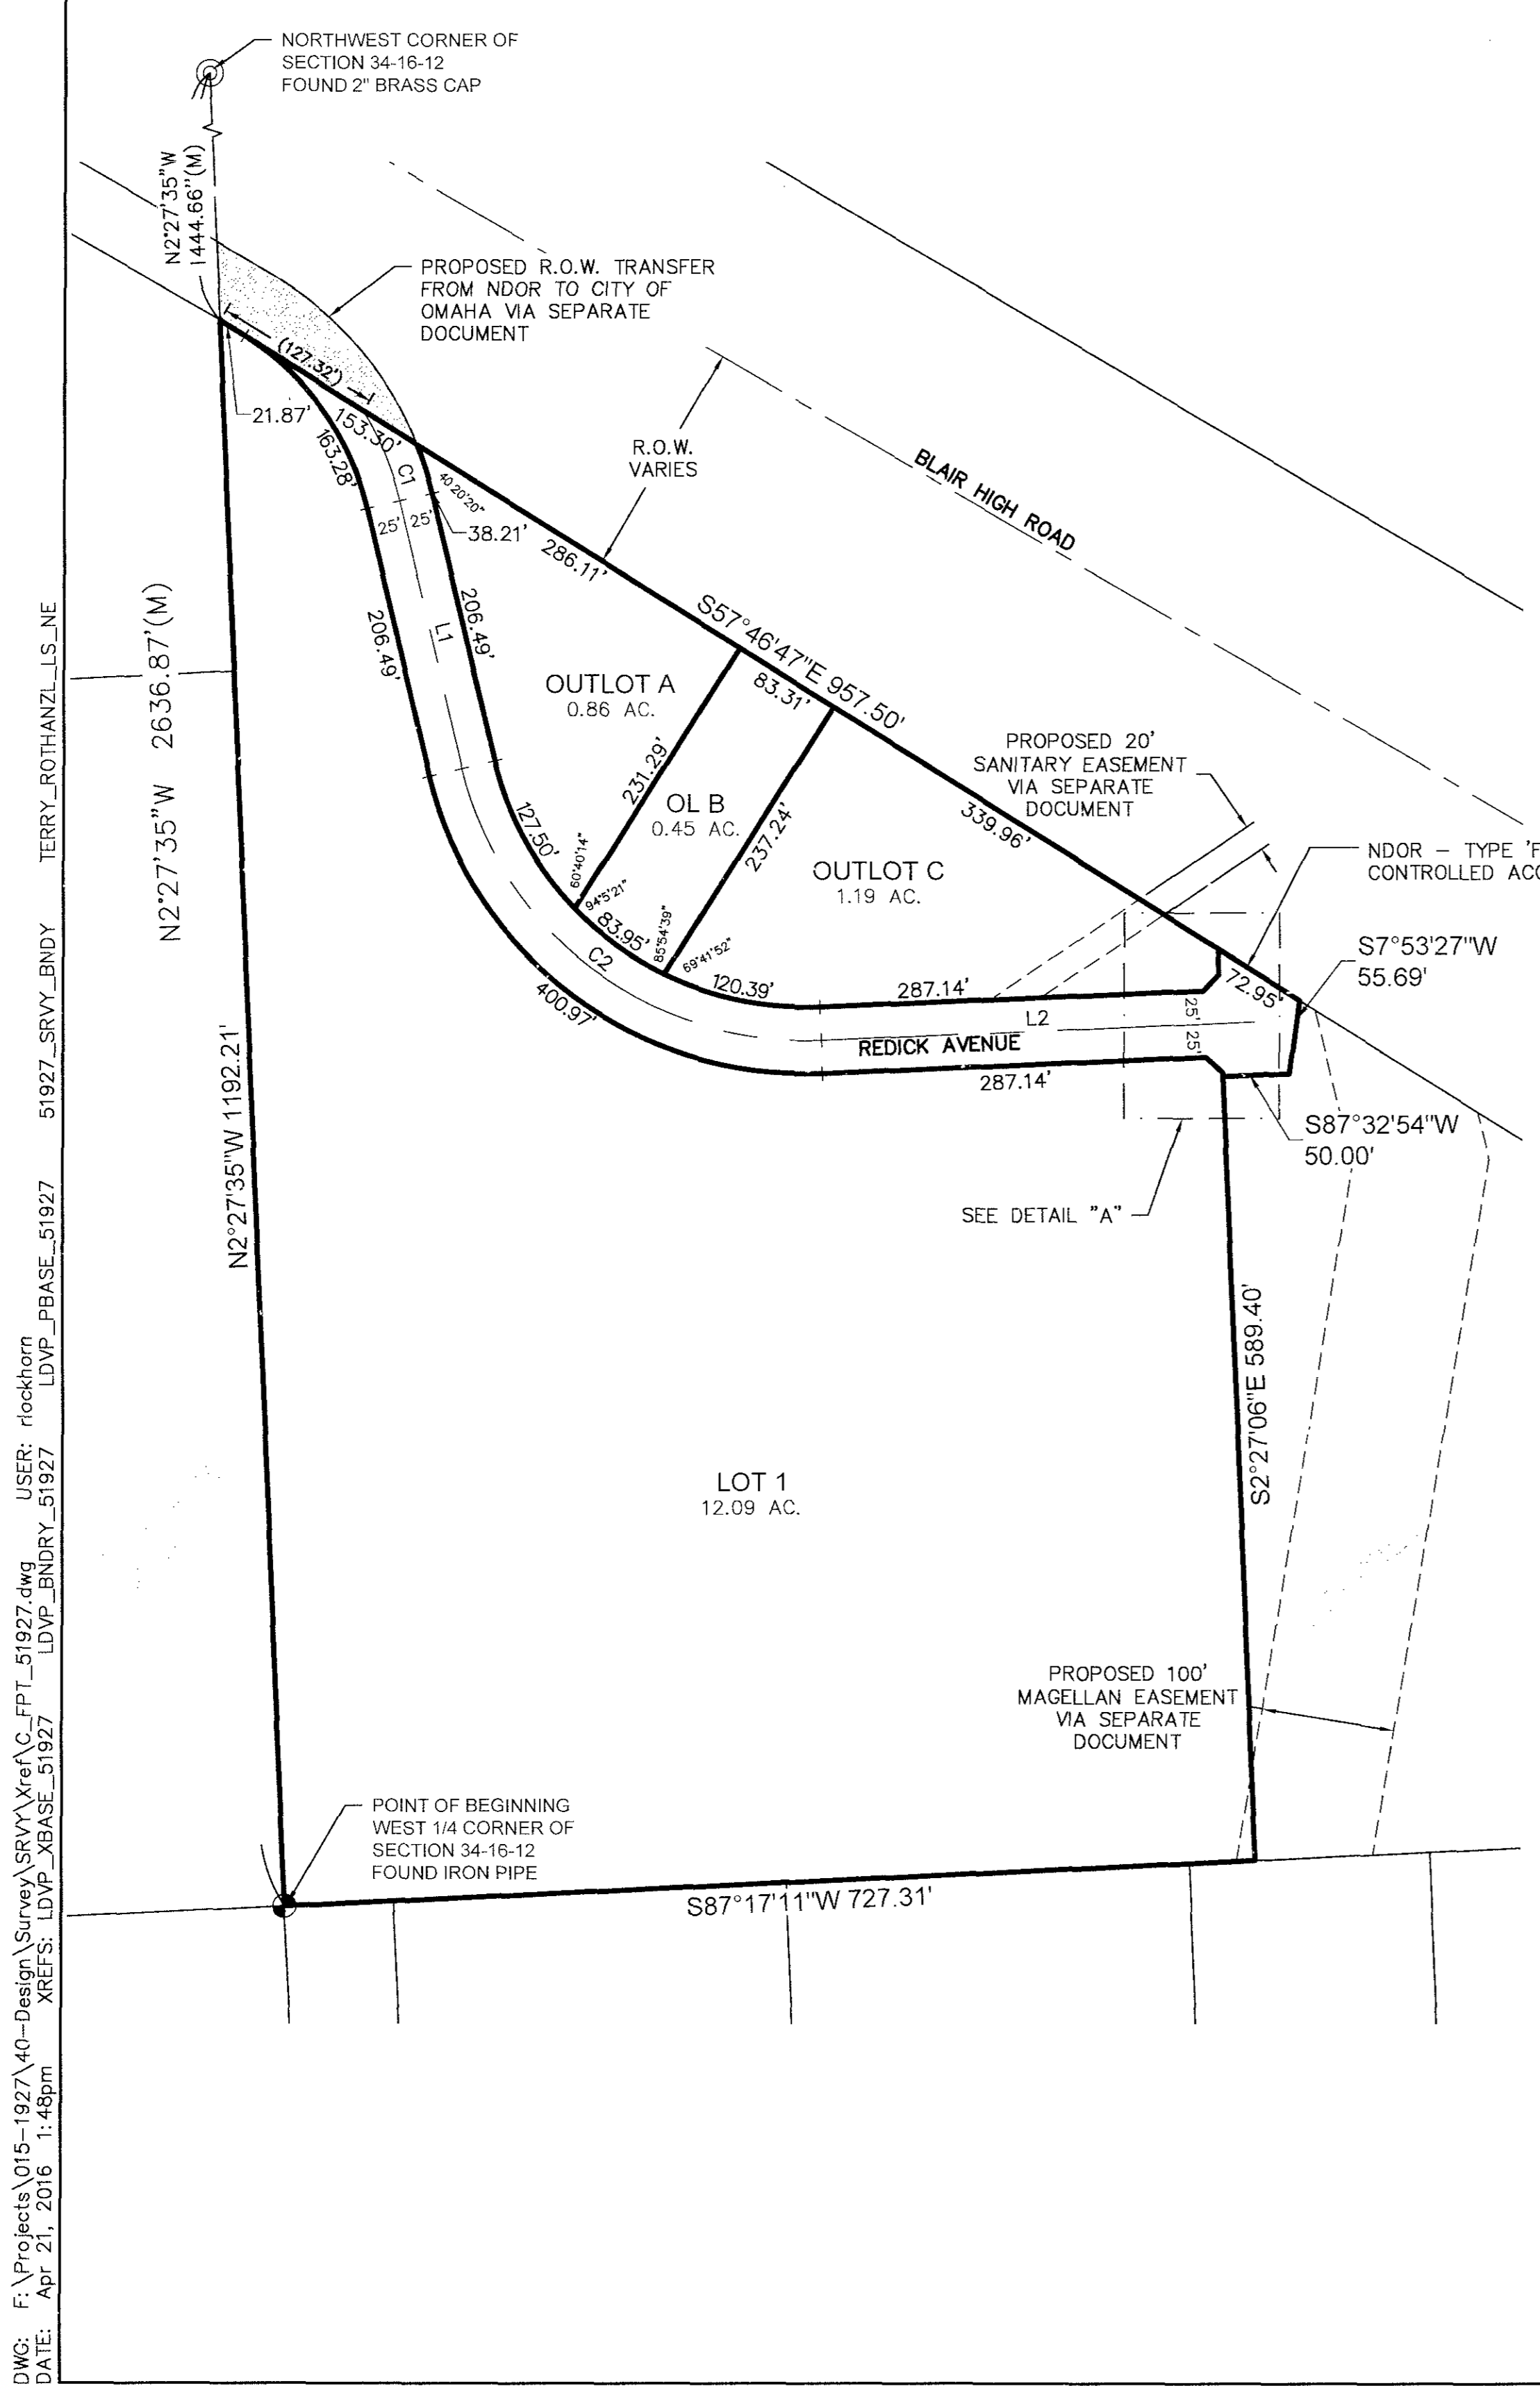 NORTHWEST CORNER OF
SECTION 34-16-12
FOUND 2" BRASS CAP
N2°27'35"W
1444.66"(M)
PROPOSED R.O.W. TRANSFER
FROM NDOR TO CITY OF
OMAHA VIA SEPARATE
DOCUMENT
(127.32')
21.87'
153.30'
163.28'
C1
40°20'20"
25'
25'
38.21'
R.O.W.
VARIES
BLAIR HIGH ROAD
286.11'
S57°46'47"E 957.50'
206.49'
L1
206.49'
N2°27'35"W 2636.87'(M)
OUTLOT A
0.86 AC.
83.31'
231.29'
OL B
0.45 AC.
237.24'
PROPOSED 20'
SANITARY EASEMENT
VIA SEPARATE
DOCUMENT
339.96'
NDOR - TYPE 'F
CONTROLLED ACC
OUTLOT C
1.19 AC.
127.50'
60°40'14"
94°5'21"
83.95'
85°54'39"
69°41'52"
C2
120.39'
400.97'
287.14'
L2
REDICK AVENUE
287.14'
25'
25'
72.95'
S7°53'27"W
55.69'
S87°32'54"W
50.00'
SEE DETAIL "A"
N2°27'35"W 1192.21'
S2°27'06"E 589.40'
LOT 1
12.09 AC.
PROPOSED 100'
MAGELLAN EASEMENT
VIA SEPARATE
DOCUMENT
POINT OF BEGINNING
WEST 1/4 CORNER OF
SECTION 34-16-12
FOUND IRON PIPE
S87°17'11"W 727.31'
DWG: F:\Projects\015-1927\40-Design\Survey\SRVY\Xref\C_FPT_51927.dwg USER: rlockhorn
DATE: Apr 21, 2016 1:48pm XREFS: LDVP_XBASE_51927 LDVP_BNDRY_51927 LDVP_PBASE_51927 51927_SRVY_BNDY TERRY_ROTHANZL_LS_NE